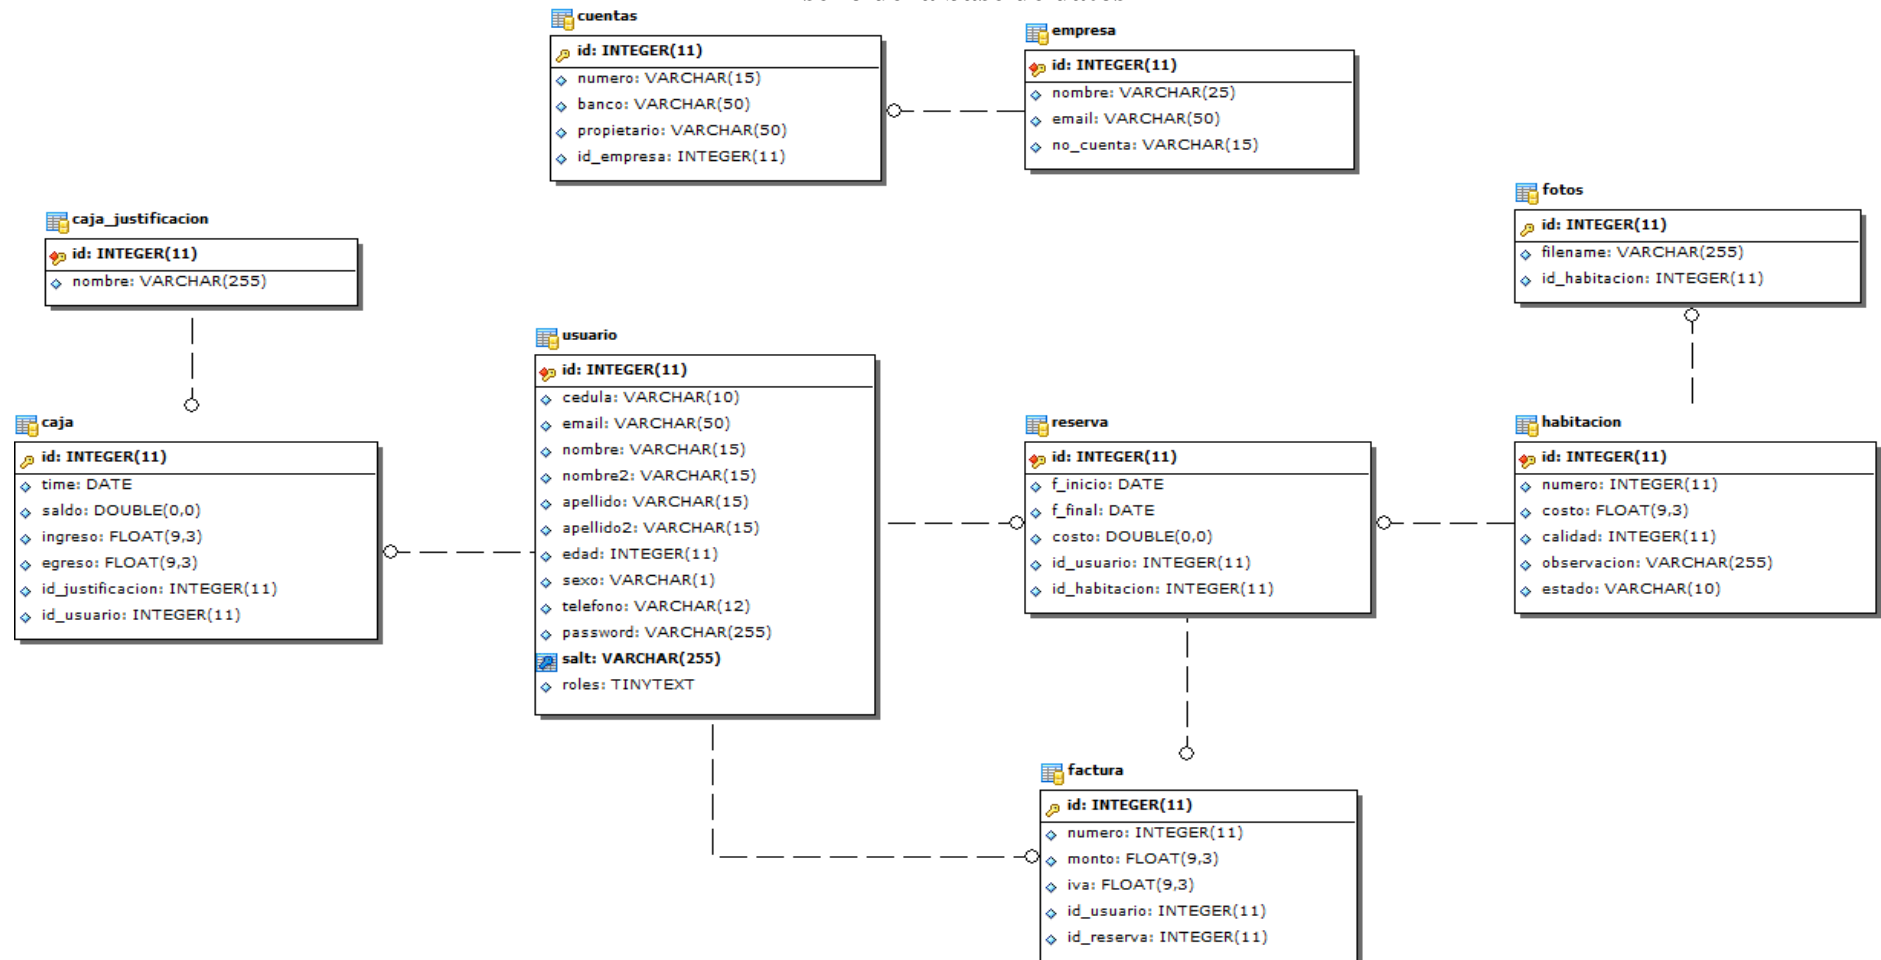 cuentas
id: INTEGER(11)
numero: VARCHAR(15)
banco: VARCHAR(50)
propietario: VARCHAR(50)
id_empresa: INTEGER(11)
empresa
id: INTEGER(11)
nombre: VARCHAR(25)
email: VARCHAR(50)
no_cuenta: VARCHAR(15)
fotos
id: INTEGER(11)
filename: VARCHAR(255)
id_habitacion: INTEGER(11)
caja_justificacion
id: INTEGER(11)
nombre: VARCHAR(255)
usuario
id: INTEGER(11)
cedula: VARCHAR(10)
email: VARCHAR(50)
nombre: VARCHAR(15)
nombre2: VARCHAR(15)
apellido: VARCHAR(15)
apellido2: VARCHAR(15)
edad: INTEGER(11)
sexo: VARCHAR(1)
telefono: VARCHAR(12)
password: VARCHAR(255)
salt: VARCHAR(255)
roles: TINYTEXT
caja
id: INTEGER(11)
time: DATE
saldo: DOUBLE(0,0)
ingreso: FLOAT(9,3)
egreso: FLOAT(9,3)
id_justificacion: INTEGER(11)
id_usuario: INTEGER(11)
reserva
id: INTEGER(11)
f_inicio: DATE
f_final: DATE
costo: DOUBLE(0,0)
id_usuario: INTEGER(11)
id_habitacion: INTEGER(11)
habitacion
id: INTEGER(11)
numero: INTEGER(11)
costo: FLOAT(9,3)
calidad: INTEGER(11)
observacion: VARCHAR(255)
estado: VARCHAR(10)
factura
id: INTEGER(11)
numero: INTEGER(11)
monto: FLOAT(9,3)
iva: FLOAT(9,3)
id_usuario: INTEGER(11)
id_reserva: INTEGER(11)